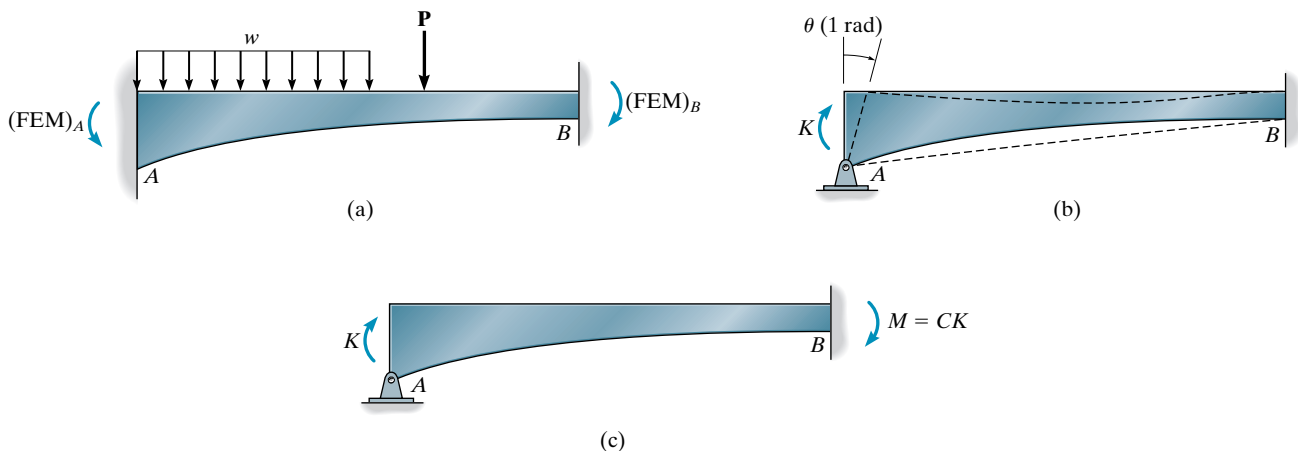 w
P
(FEM)A
(FEM)B
A
B
(a)
θ (1 rad)
K
A
B
(b)
K
A
B
M = CK
(c)